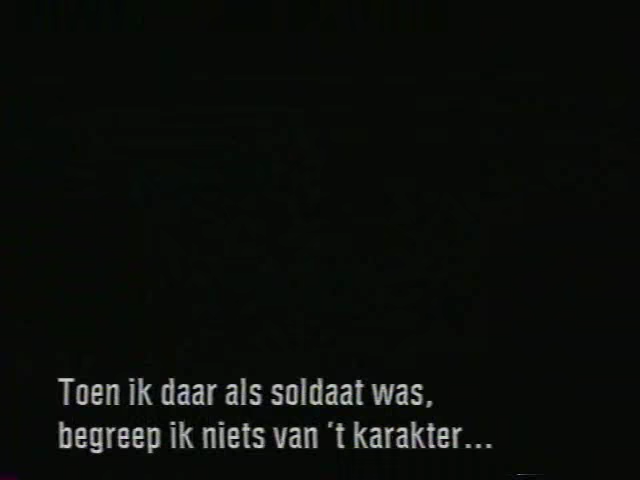 Toen ik daar als soldaat was,
begreep ik niets van ‘t karakter...